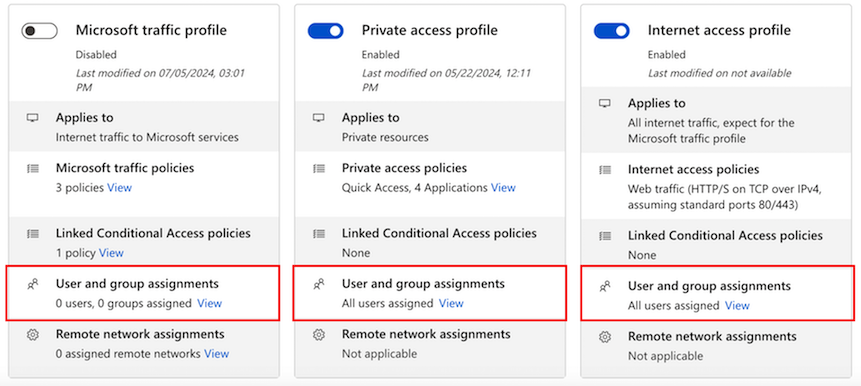 Microsoft traffic profile
Disabled
Last modified on 07/05/2024, 03:01
PM
Applies to
Internet traffic to Microsoft services
Microsoft traffic policies
3 policies View
Linked Conditional Access policies
1 policy View
User and group assignments
0 users, 0 groups assigned View
Remote network assignments
0 assigned remote networks View
Private access profile
Enabled
Last modified on 05/22/2024, 12:11
PM
Applies to
Private resources
Private access policies
Quick Access, 4 Applications View
Linked Conditional Access policies
None
User and group assignments
All users assigned View
Remote network assignments
Not applicable
Internet access profile
Enabled
Last modified on not available
Applies to
All internet traffic, expect for the
Microsoft traffic profile
Internet access policies
Web traffic (HTTP/S on TCP over IPv4,
assuming standard ports 80/443)
Linked Conditional Access policies
None
User and group assignments
All users assigned View
Remote network assignments
Not applicable